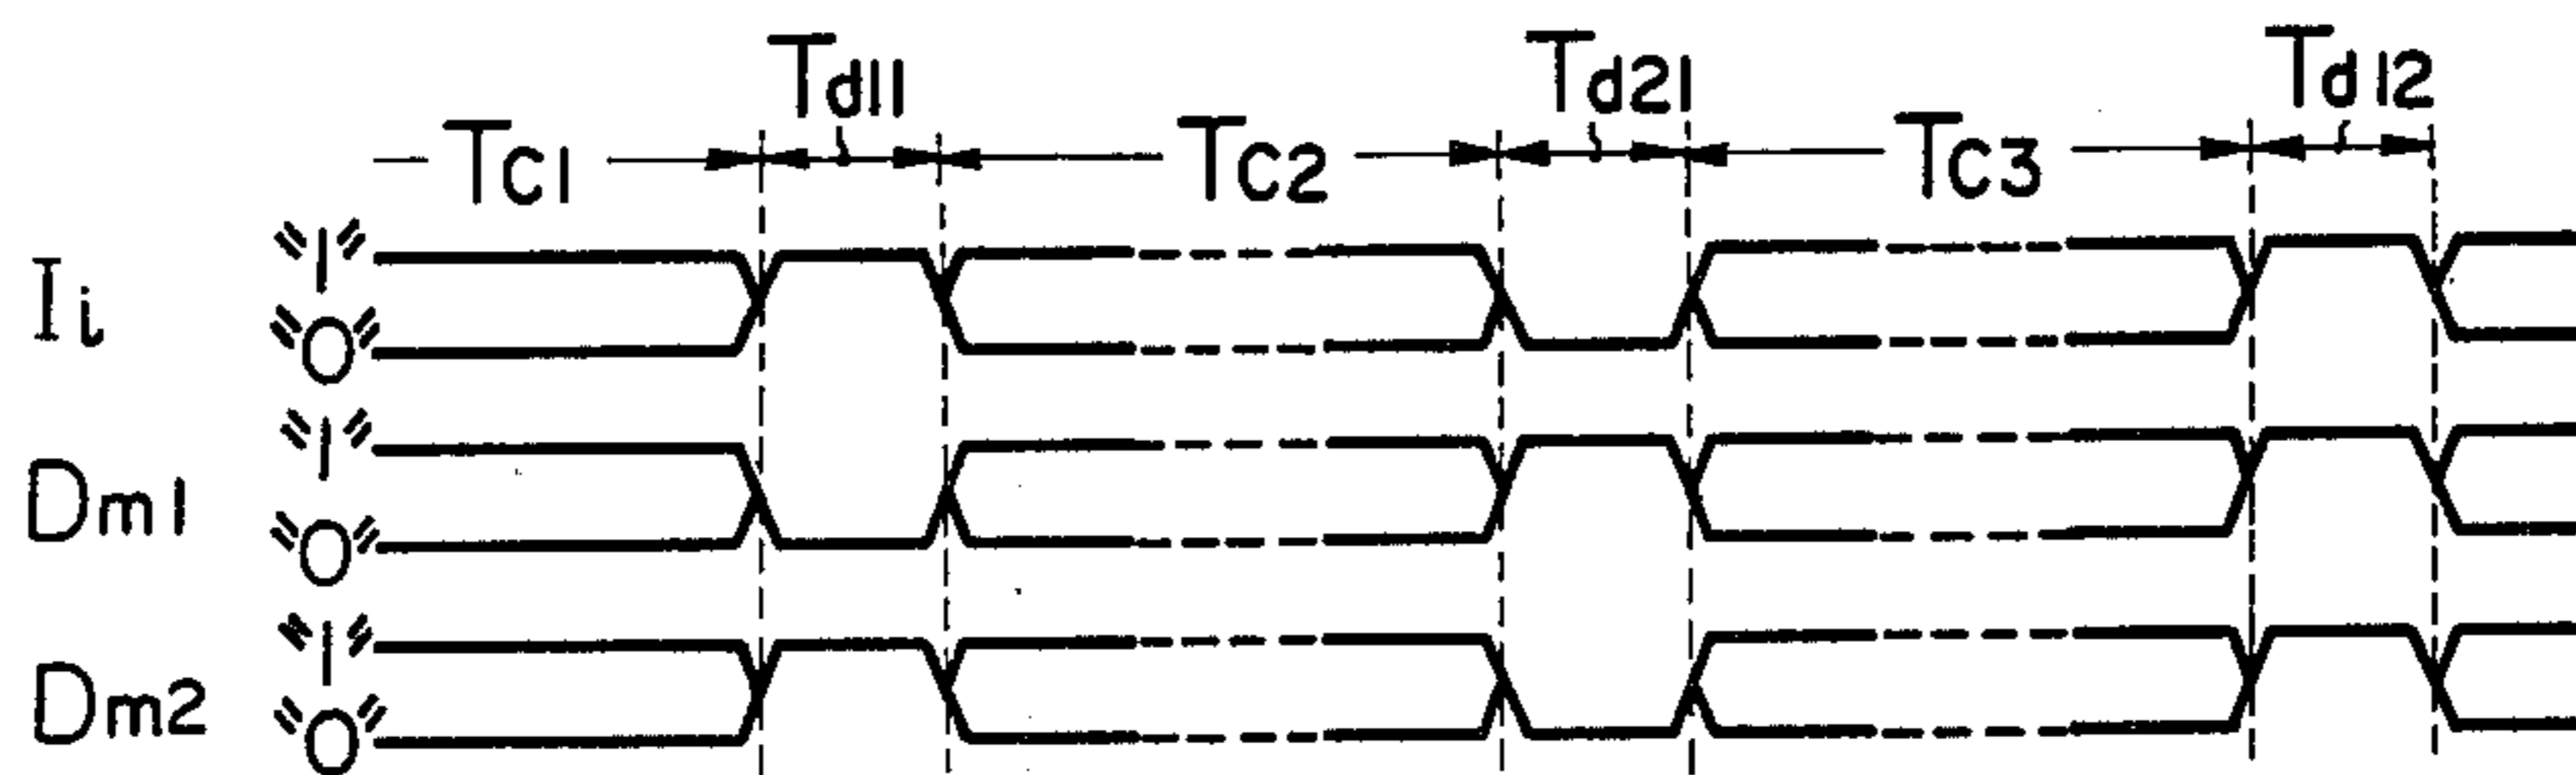 Td11 Td21 Td12
TC1 TC2 TC3
Ii "1" "0"
Dm1 "1" "0"
Dm2 "1" "0"